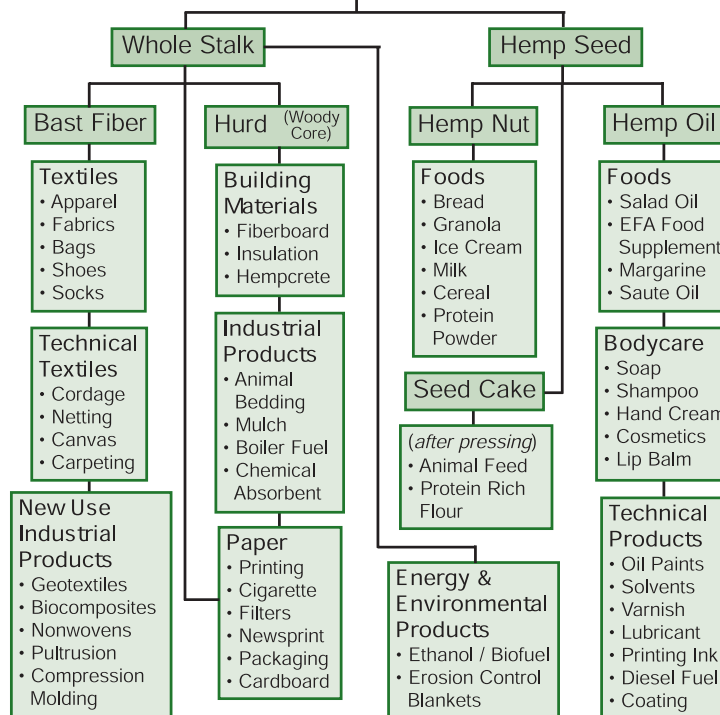 Whole Stalk
Hemp Seed
Bast Fiber
Hurd (Woody
Core)
Hemp Nut
Hemp Oil
Textiles
• Apparel
• Fabrics
• Bags
• Shoes
• Socks
Technical
Textiles
• Cordage
• Netting
• Canvas
• Carpeting
New Use
Industrial
Products
• Geotextiles
• Biocomposites
• Nonwovens
• Pultrusion
• Compression
Molding
Building
Materials
• Fiberboard
• Insulation
• Hempcrete
Industrial
Products
• Animal
Bedding
• Mulch
• Boiler Fuel
• Chemical
Absorbent
Paper
• Printing
• Cigarette
• Filters
• Newsprint
• Packaging
• Cardboard
Foods
• Bread
• Granola
• Ice Cream
• Milk
• Cereal
• Protein
Powder
Seed Cake
(after pressing)
• Animal Feed
• Protein Rich
Flour
Energy &
Environmental
Products
• Ethanol / Biofuel
• Erosion Control
Blankets
Foods
• Salad Oil
• EFA Food
Supplement
• Margarine
• Saute Oil
Bodycare
• Soap
• Shampoo
• Hand Cream
• Cosmetics
• Lip Balm
Technical
Products
• Oil Paints
• Solvents
• Varnish
• Lubricant
• Printing Ink
• Diesel Fuel
• Coating